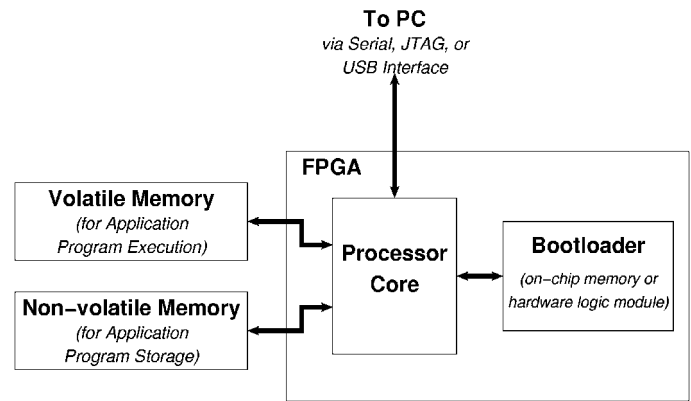 To PC
via Serial, JTAG, or
USB Interface
FPGA
Volatile Memory
(for Application
Program Execution)
Non-volatile Memory
(for Application
Program Storage)
Processor
Core
Bootloader
(on-chip memory or
hardware logic module)